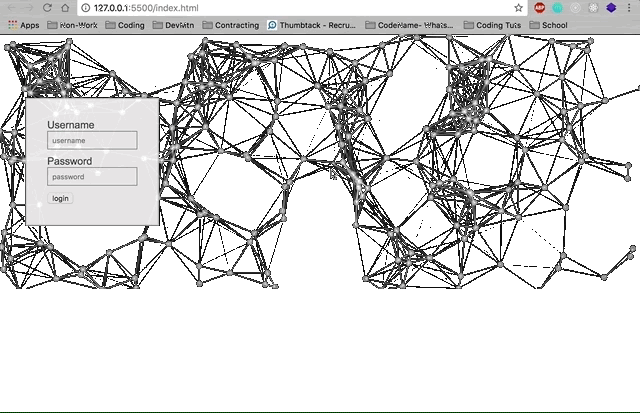 127.0.0.1:5500/index.html
Apps Non-Work Coding DevMtn Contracting Thumbtack - Recru... CodeName- Whats... Coding Tuts School
ABP
Username
username
Password
password
login